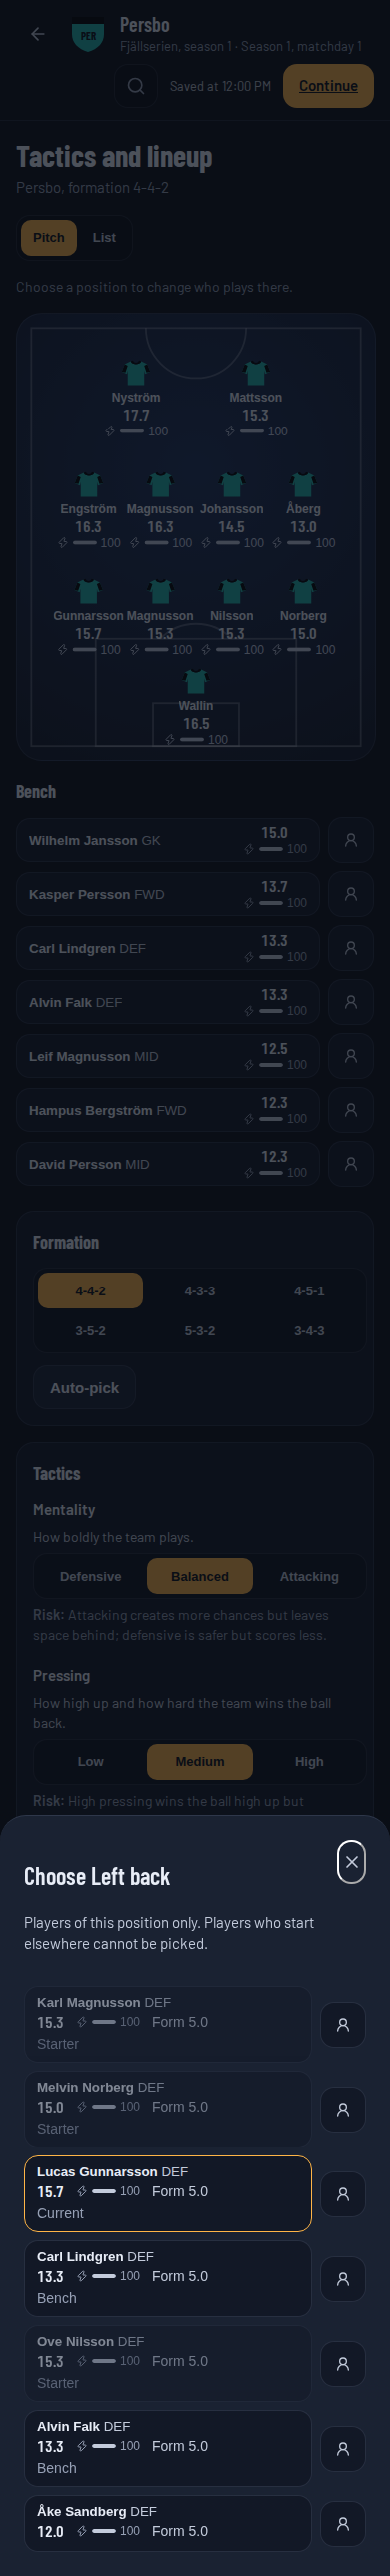 PER
Persbo
Fjällserien, season 1 · Season 1, matchday 1
Saved at 12:00 PM
Continue
Tactics and lineup
Persbo, formation 4-4-2
Pitch List
Choose a position to change who plays there.
Nyström Mattsson
17.7 15.3
100 100
Engström Magnusson Johansson Åberg
16.3 16.3 14.5 13.0
100 100 100 100
Gunnarsson Magnusson Nilsson Norberg
15.7 15.3 15.3 15.0
100 100 100 100
Wallin
16.5
100
Bench
Wilhelm Jansson GK 15.0
100
Kasper Persson FWD 13.7
100
Carl Lindgren DEF 13.3
100
Alvin Falk DEF 13.3
100
Leif Magnusson MID 12.5
100
Hampus Bergström FWD 12.3
100
David Persson MID 12.3
100
Formation
4-4-2 4-3-3 4-5-1
3-5-2 5-3-2 3-4-3
Auto-pick
Tactics
Mentality
How boldly the team plays.
Defensive Balanced Attacking
Risk: Attacking creates more chances but leaves
space behind; defensive is safer but scores less.
Pressing
How high up and how hard the team wins the ball
back.
Low Medium High
Risk: High pressing wins the ball high up but
Choose Left back
Players of this position only. Players who start
elsewhere cannot be picked.
Karl Magnusson DEF
15.3 100 Form 5.0
Starter
Melvin Norberg DEF
15.0 100 Form 5.0
Starter
Lucas Gunnarsson DEF
15.7 100 Form 5.0
Current
Carl Lindgren DEF
13.3 100 Form 5.0
Bench
Ove Nilsson DEF
15.3 100 Form 5.0
Starter
Alvin Falk DEF
13.3 100 Form 5.0
Bench
Åke Sandberg DEF
12.0 100 Form 5.0